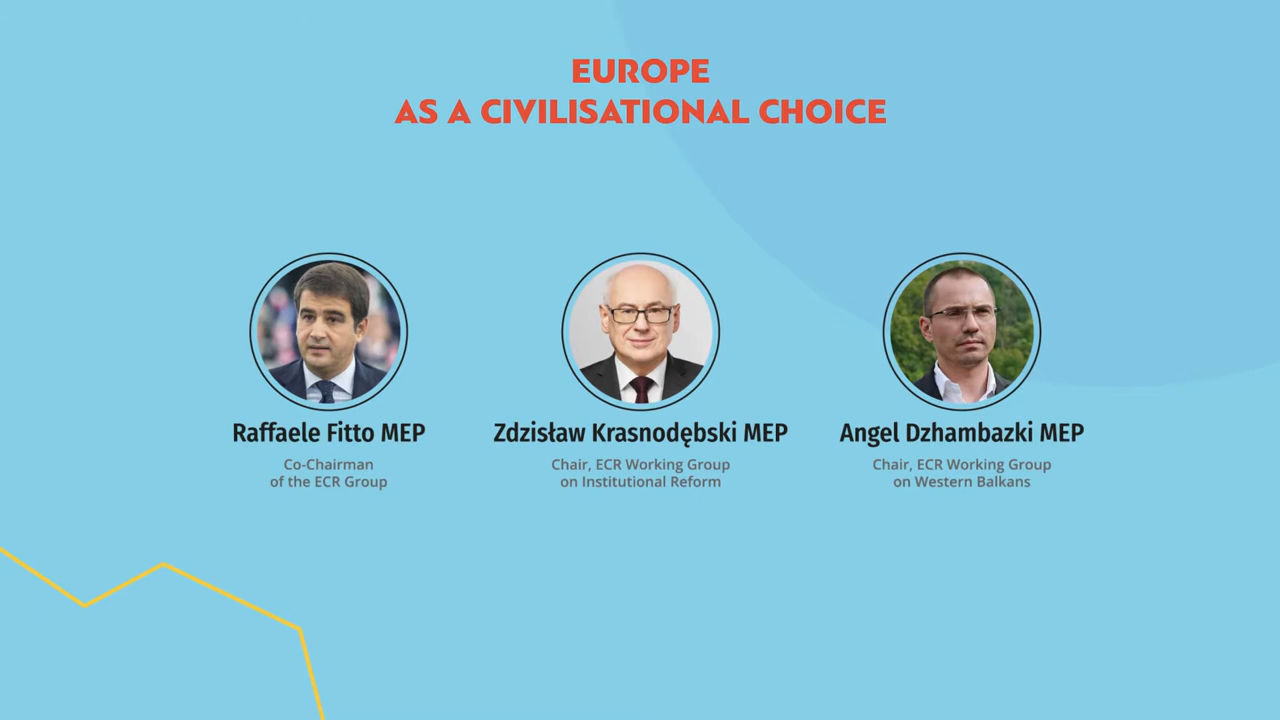 EUROPE
AS A CIVILISATIONAL CHOICE
Raffaele Fitto MEP
Co-Chairman
of the ECR Group
Zdzisław Krasnodębski MEP
Chair, ECR Working Group
on Institutional Reform
Angel Dzhambazki MEP
Chair, ECR Working Group
on Western Balkans